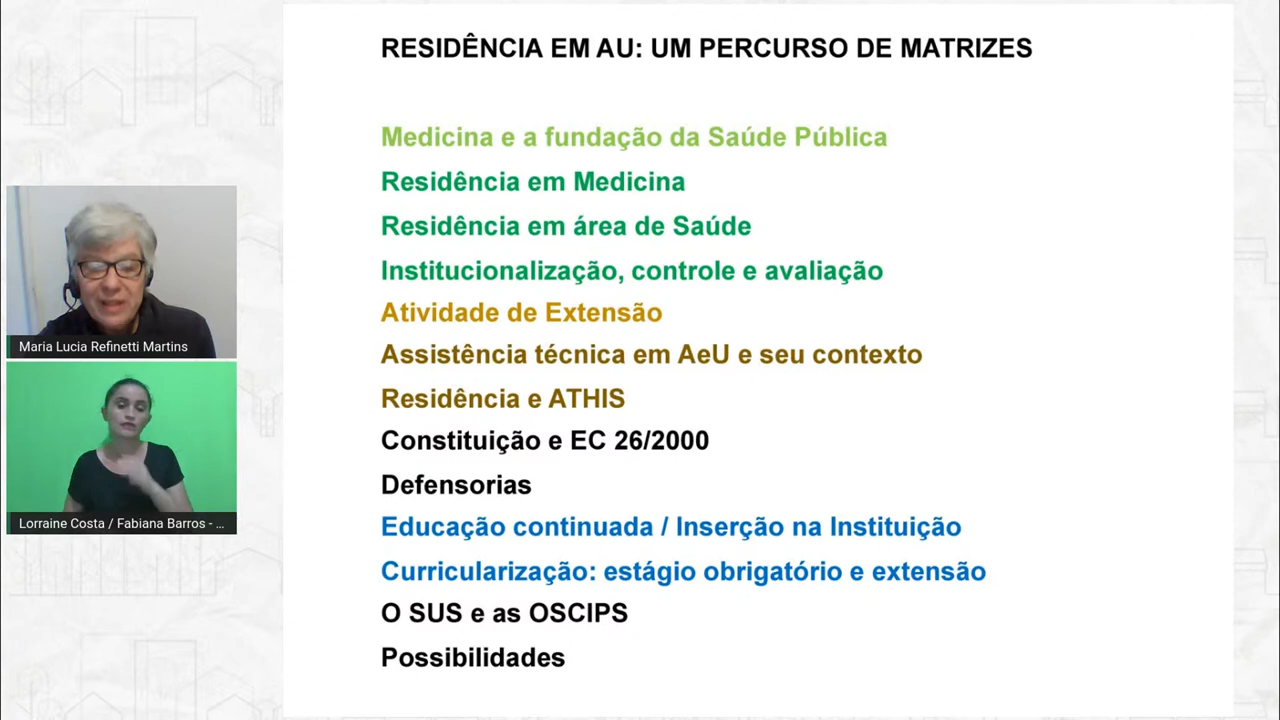 RESIDÊNCIA EM AU: UM PERCURSO DE MATRIZES
Medicina e a fundação da Saúde Pública
Residência em Medicina
Residência em área de Saúde
Institucionalização, controle e avaliação
Atividade de Extensão
Assistência técnica em AeU e seu contexto
Residência e ATHIS
Constituição e EC 26/2000
Defensorias
Educação continuada / Inserção na Instituição
Curricularização: estágio obrigatório e extensão
O SUS e as OSCIPS
Possibilidades
Maria Lucia Refinetti Martins
Lorraine Costa / Fabiana Barros - ...